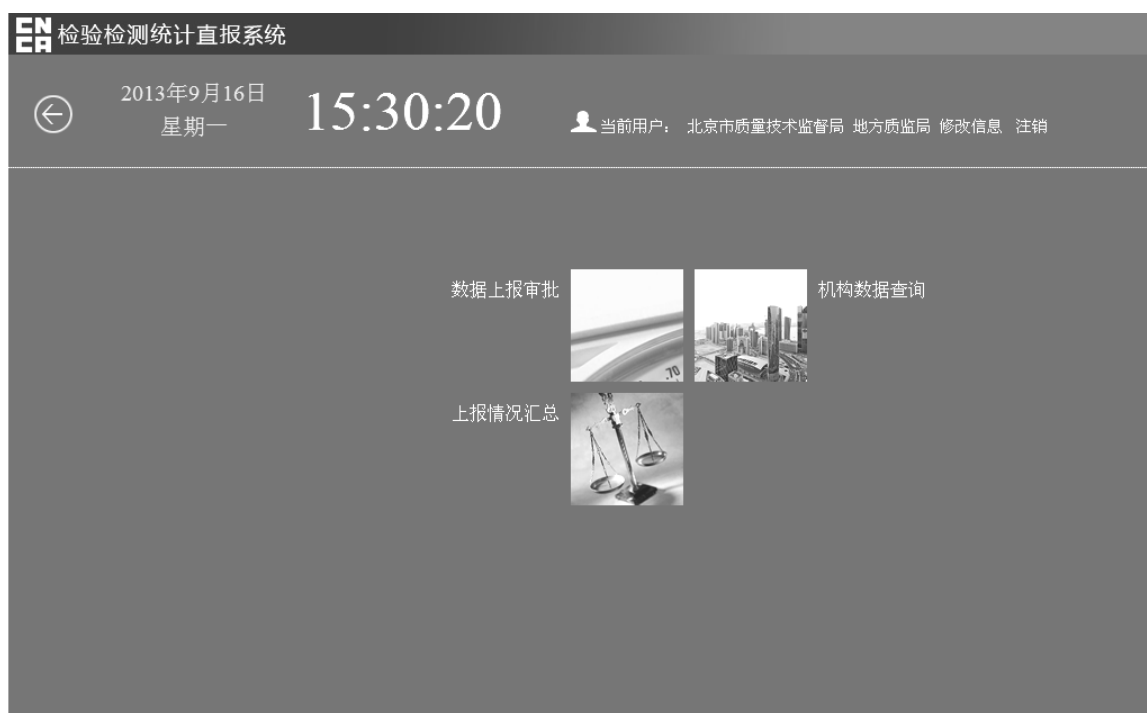 CNCA 检验检测统计直报系统
2013年9月16日
星期一
15:30:20
当前用户： 北京市质量技术监督局 地方质监局 修改信息 注销
数据上报审批
机构数据查询
.70
上报情况汇总